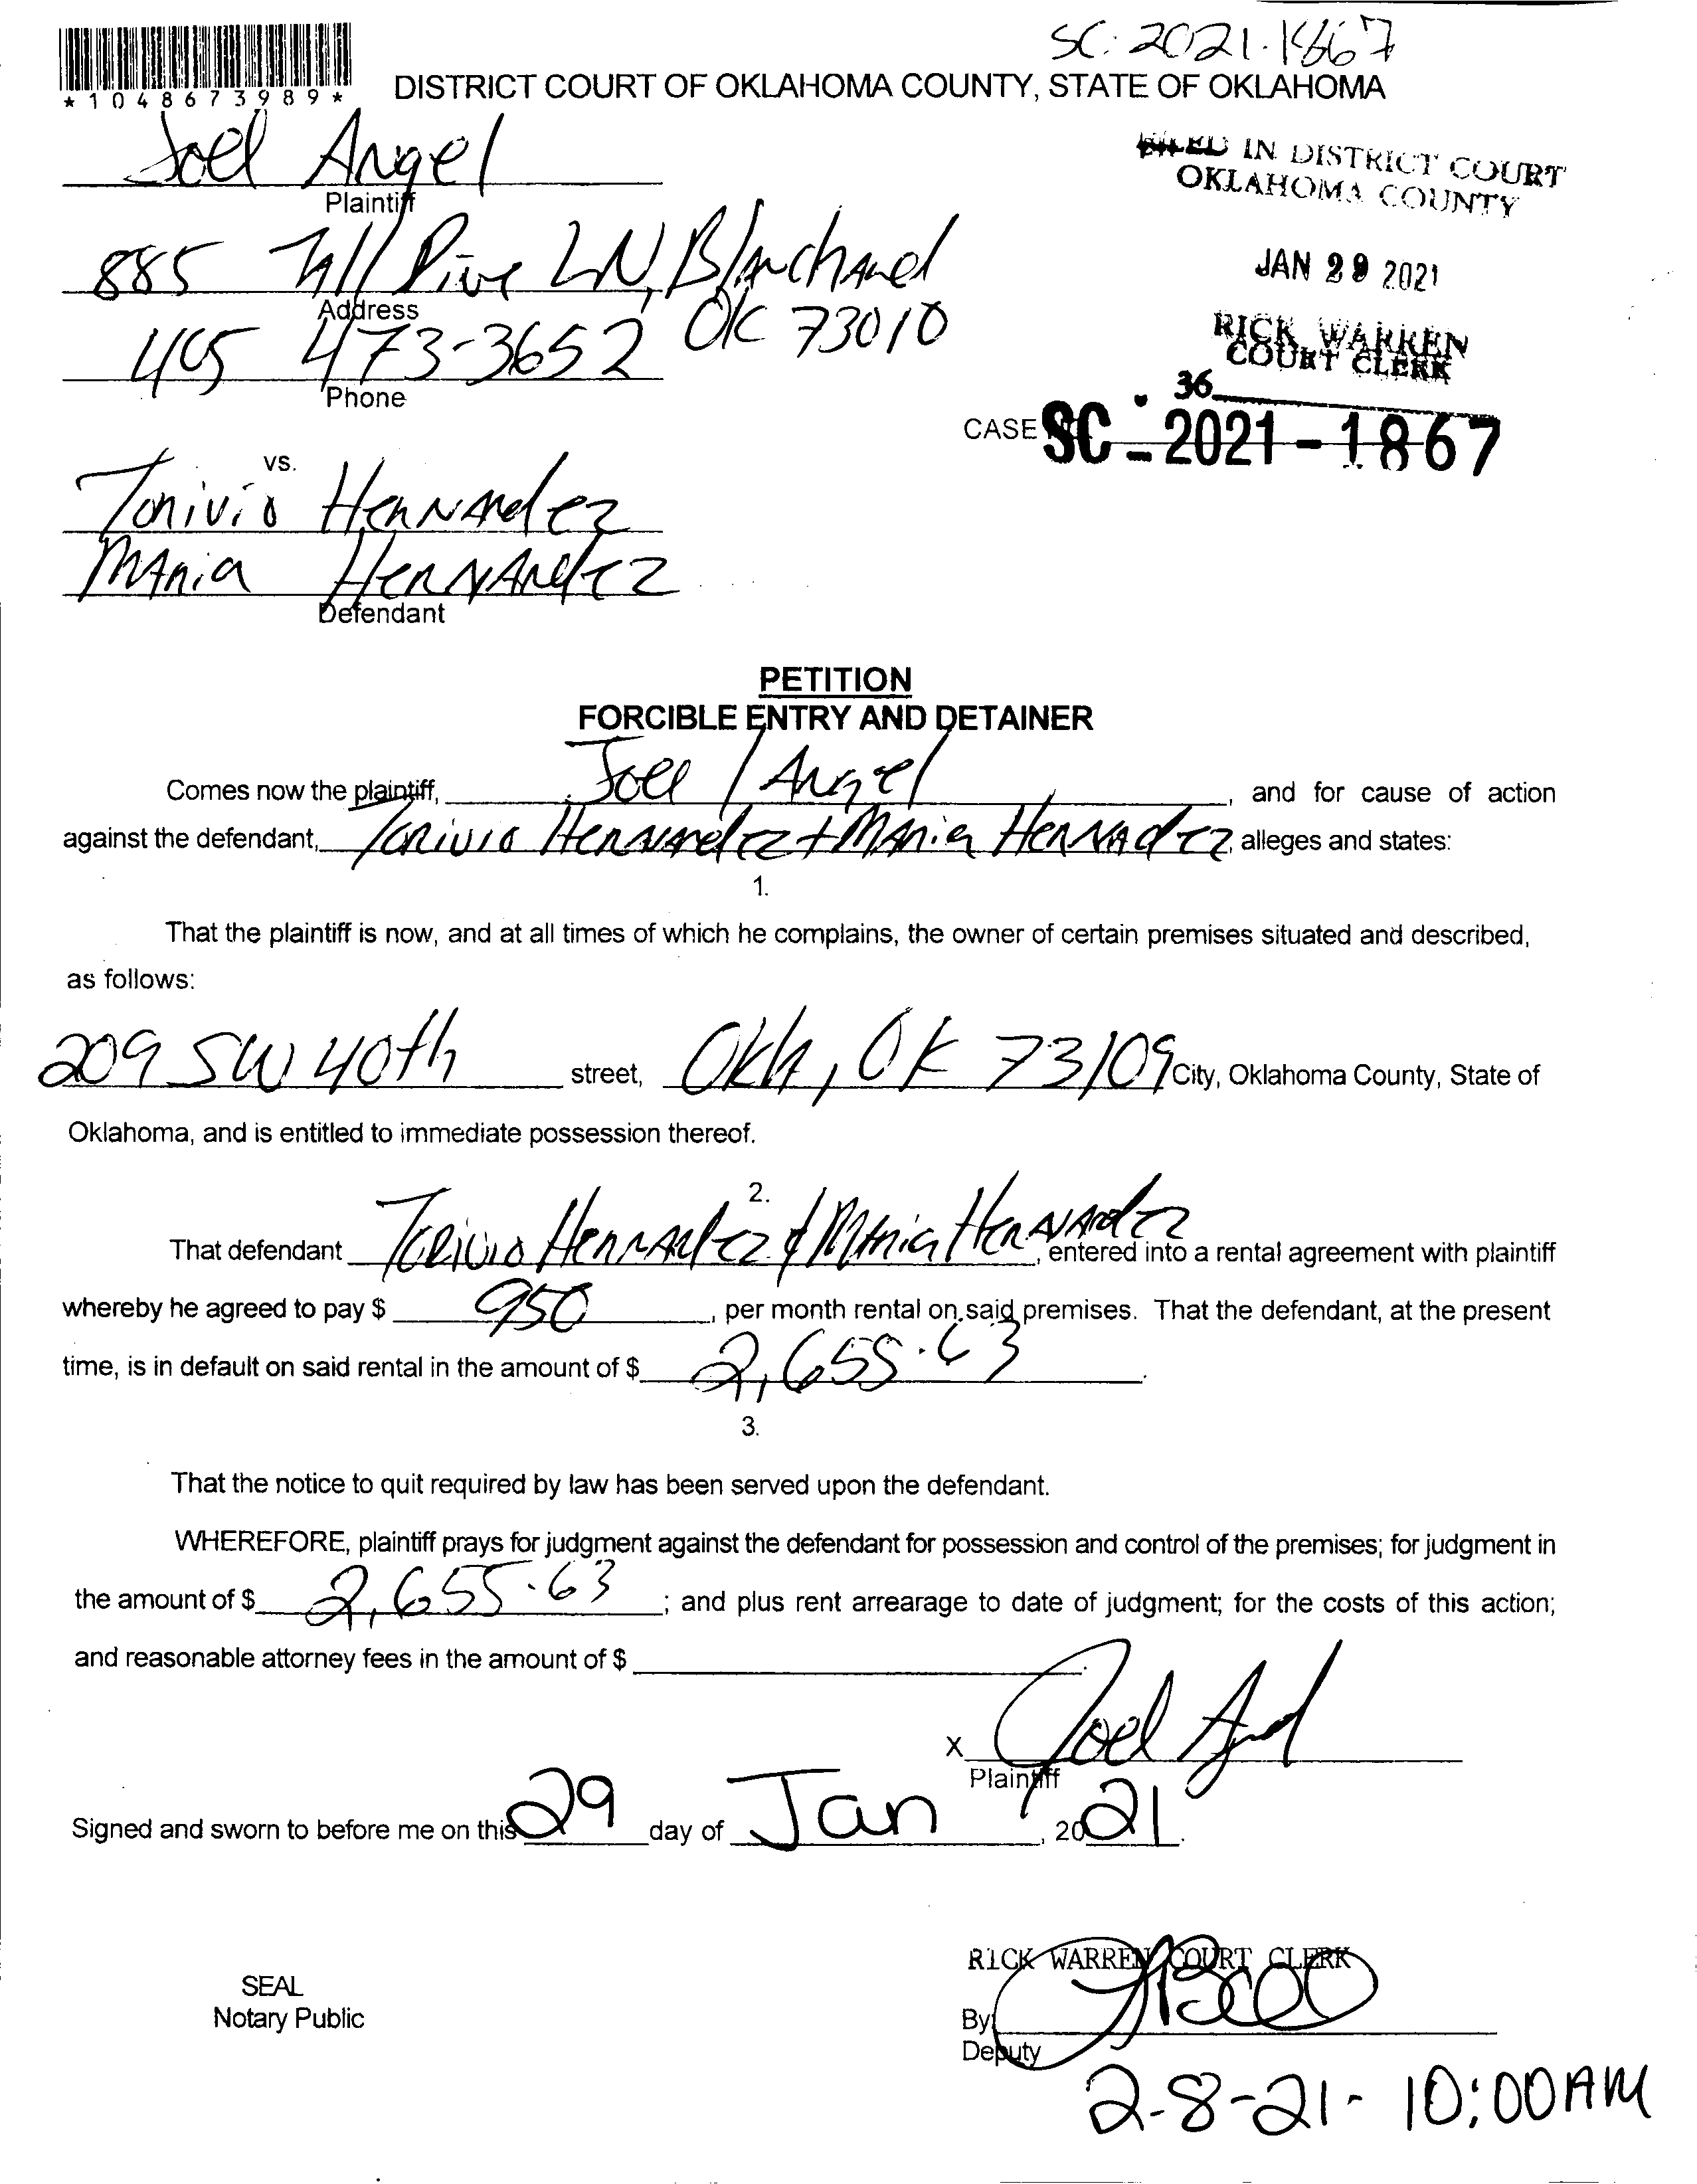 SC-2021-1867
*1048673989*
DISTRICT COURT OF OKLAHOMA COUNTY, STATE OF OKLAHOMA
Joel Angel
Plaintiff
FILED IN DISTRICT COURT
OKLAHOMA COUNTY
885 Tall Pine LN, Blanchard
Address
OK 73010
JAN 29 2021
405 473-3652
Phone
RICK WARREN
COURT CLERK
36
CASE NO. SC - 2021-1867
vs.
Torivio Hernandez
Maria Hernandez
Defendant
PETITION
FORCIBLE ENTRY AND DETAINER
Comes now the plaintiff, Joel Angel, and for cause of action
against the defendant, Torivio Hernandez + Maria Hernadez, alleges and states:
1.
That the plaintiff is now, and at all times of which he complains, the owner of certain premises situated and described,
as follows:
209 SW 40th street, Okla, OK 73109 City, Oklahoma County, State of
Oklahoma, and is entitled to immediate possession thereof.
2.
That defendant Torivio Hernandez & Maria Hernandez, entered into a rental agreement with plaintiff
whereby he agreed to pay $ 950, per month rental on said premises. That the defendant, at the present
time, is in default on said rental in the amount of $ 2,655.63.
3.
That the notice to quit required by law has been served upon the defendant.
WHEREFORE, plaintiff prays for judgment against the defendant for possession and control of the premises; for judgment in
the amount of $ 2,655.63; and plus rent arrearage to date of judgment; for the costs of this action;
and reasonable attorney fees in the amount of $
X Joel Angel
Plaintiff
Signed and sworn to before me on this 29 day of Jan, 2021.
SEAL
Notary Public
RICK WARREN COURT CLERK
By:
Deputy
2-8-21- 10:00AM